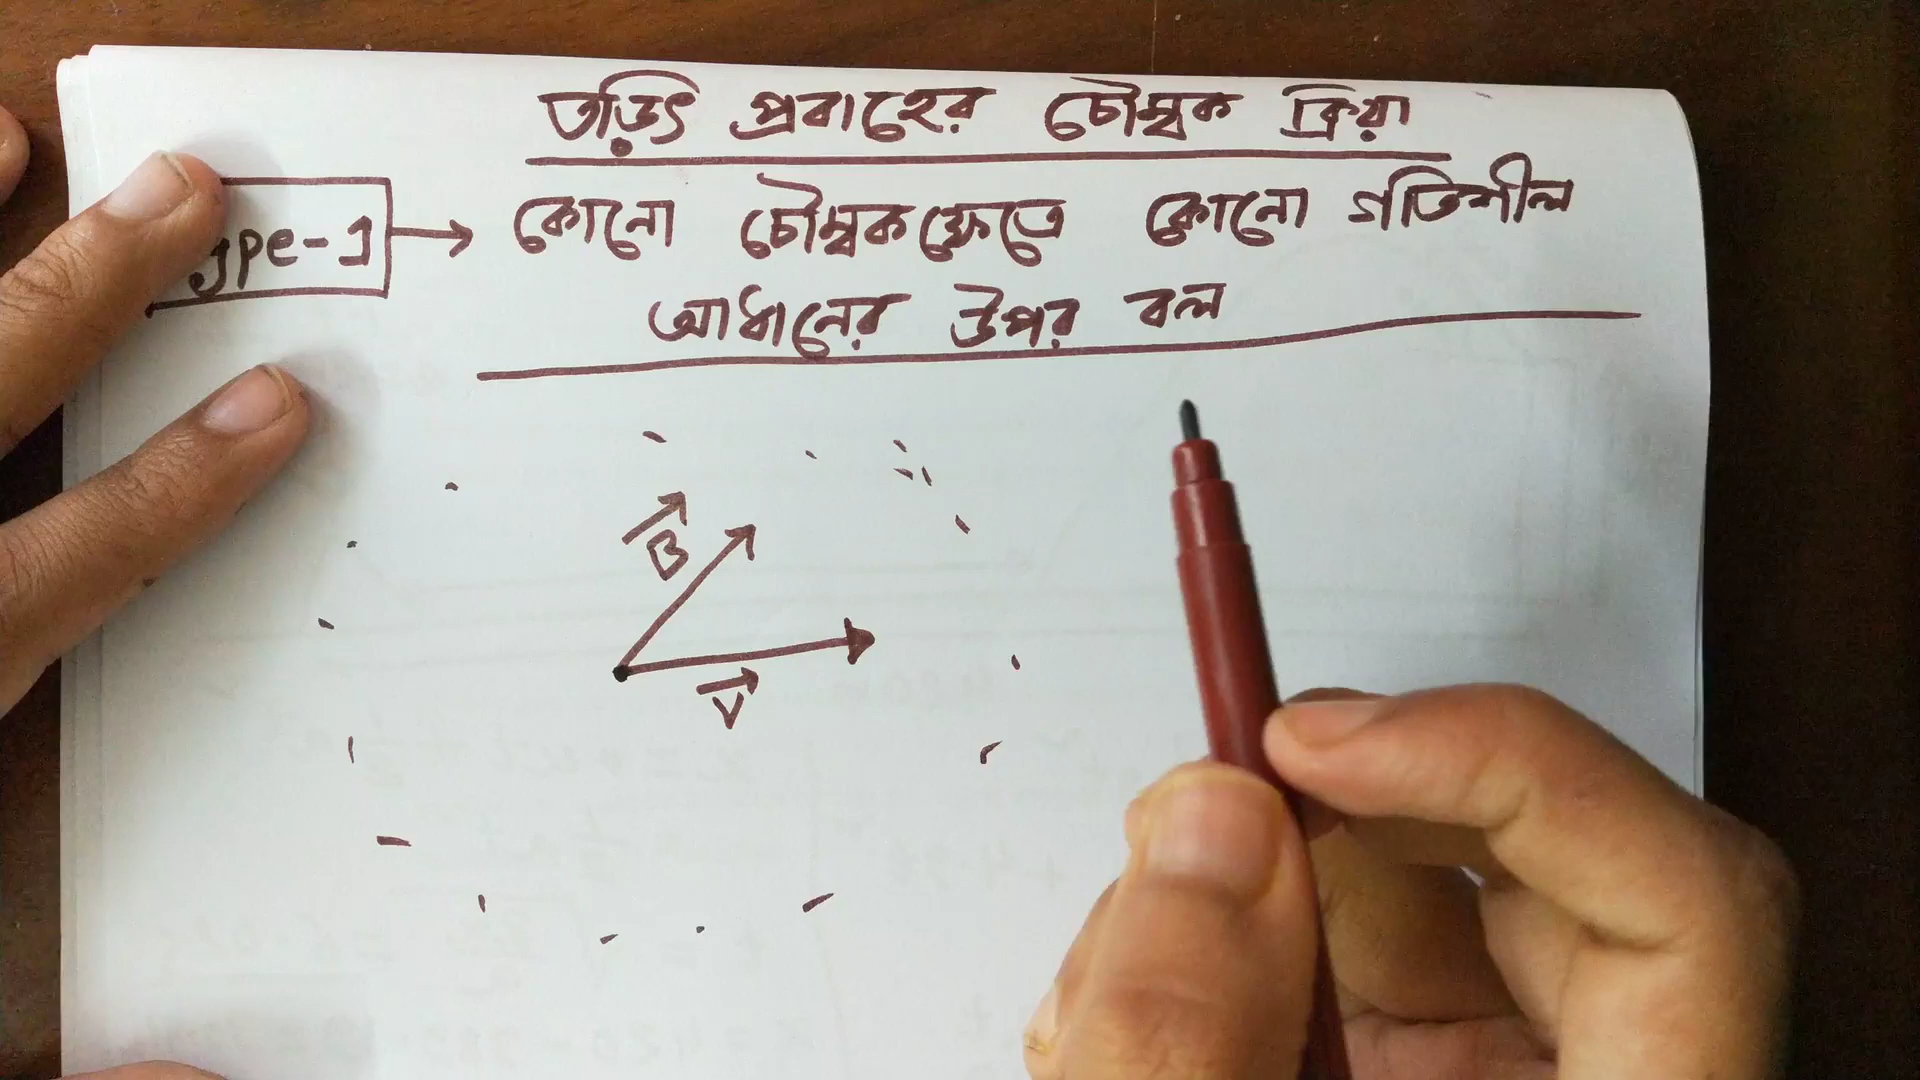 তড়িৎ প্রবাহের চৌম্বক ক্রিয়া
ype-1 → কোনো চৌম্বকক্ষেত্রে কোনো গতিশীল
আধানের উপর বল
B
V